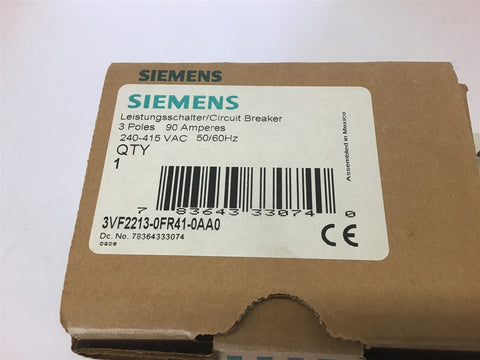 SIEMENS
SIEMENS
Leistungsschalter/Circuit Breaker
3 Poles 90 Amperes
240-415 VAC 50/60Hz
QTY
1
Assembled in Mexico
7 83643 33074 0
3VF2213-0FR41-0AA0
Dc. No. 78364333074
CE